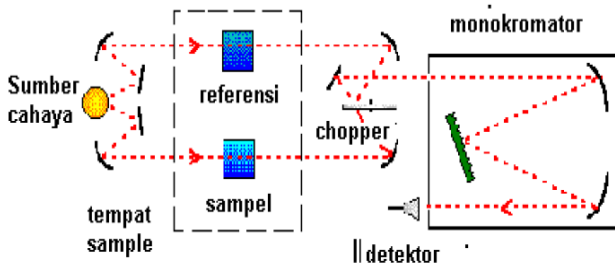 monokromator
Sumber
cahaya
referensi
chopper
sampel
tempat
sample
detektor